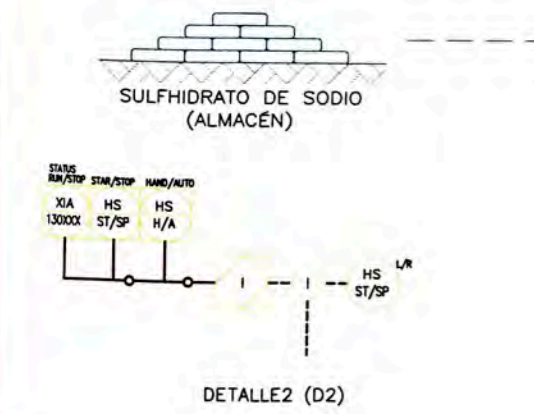 SULFHIDRATO DE SODIO
(ALMACÉN)
STATUS
RUN/STOP STAR/STOP HAND/AUTO
XIA HS HS
130XXX ST/SP H/A
I I HS L/R
ST/SP
DETALLE2 (D2)